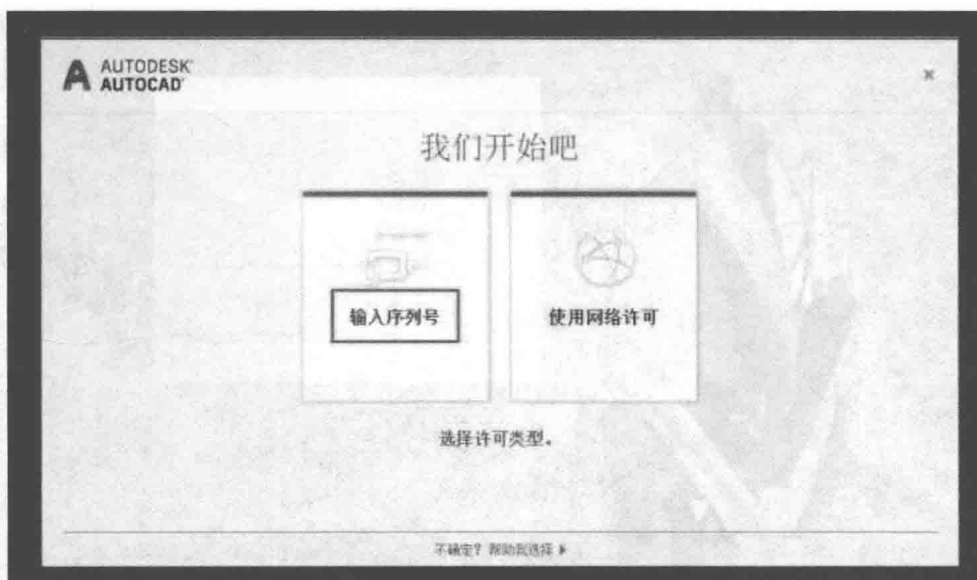 AUTODESK
AUTOCAD
×
我们开始吧
输入序列号
使用网络许可
选择许可类型。
不确定？帮助我选择